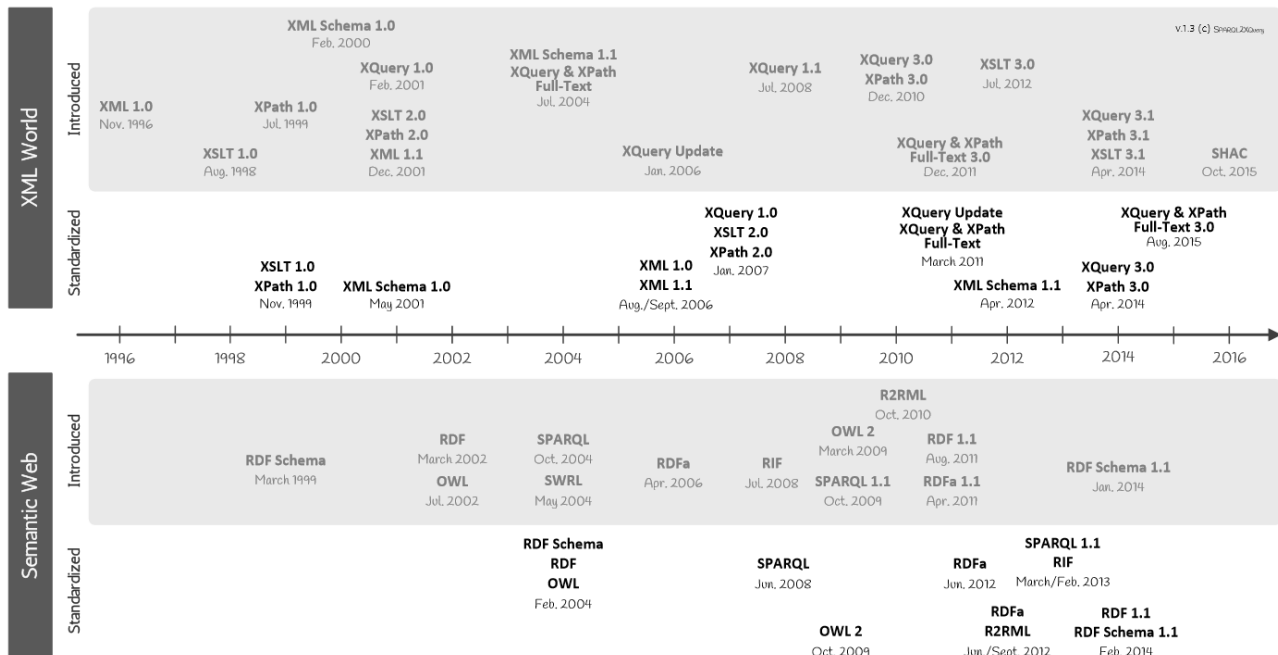 XML World
Introduced
v.1.3 (c) SPARQL2XQuery
XML Schema 1.0
Feb. 2000
XQuery 1.0
Feb. 2001
XML Schema 1.1
XQuery & XPath
Full-Text
Jul. 2004
XQuery 1.1
Jul. 2008
XQuery 3.0
XPath 3.0
Dec. 2010
XSLT 3.0
Jul. 2012
XML 1.0
Nov. 1996
XPath 1.0
Jul. 1999
XSLT 1.0
Aug. 1998
XSLT 2.0
XPath 2.0
XML 1.1
Dec. 2001
XQuery Update
Jan. 2006
XQuery & XPath
Full-Text 3.0
Dec. 2011
XQuery 3.1
XPath 3.1
XSLT 3.1
Apr. 2014
SHAC
Oct. 2015
Standardized
XSLT 1.0
XPath 1.0
Nov. 1999
XML Schema 1.0
May 2001
XML 1.0
XML 1.1
Aug./Sept. 2006
XQuery 1.0
XSLT 2.0
XPath 2.0
Jan. 2007
XQuery Update
XQuery & XPath
Full-Text
March 2011
XML Schema 1.1
Apr. 2012
XQuery & XPath
Full-Text 3.0
Aug. 2015
XQuery 3.0
XPath 3.0
Apr. 2014
1996 1998 2000 2002 2004 2006 2008 2010 2012 2014 2016
Semantic Web
Introduced
RDF Schema
March 1999
RDF
March 2002
OWL
Jul. 2002
SPARQL
Oct. 2004
SWRL
May 2004
RDFa
Apr. 2006
RIF
Jul. 2008
R2RML
Oct. 2010
OWL 2
March 2009
SPARQL 1.1
Oct. 2009
RDF 1.1
Aug. 2011
RDFa 1.1
Apr. 2011
RDF Schema 1.1
Jan. 2014
Standardized
RDF Schema
RDF
OWL
Feb. 2004
SPARQL
Jun. 2008
OWL 2
Oct. 2009
RDFa
Jun. 2012
SPARQL 1.1
RIF
March/Feb. 2013
RDFa
R2RML
Jun./Sept. 2012
RDF 1.1
RDF Schema 1.1
Feb. 2014